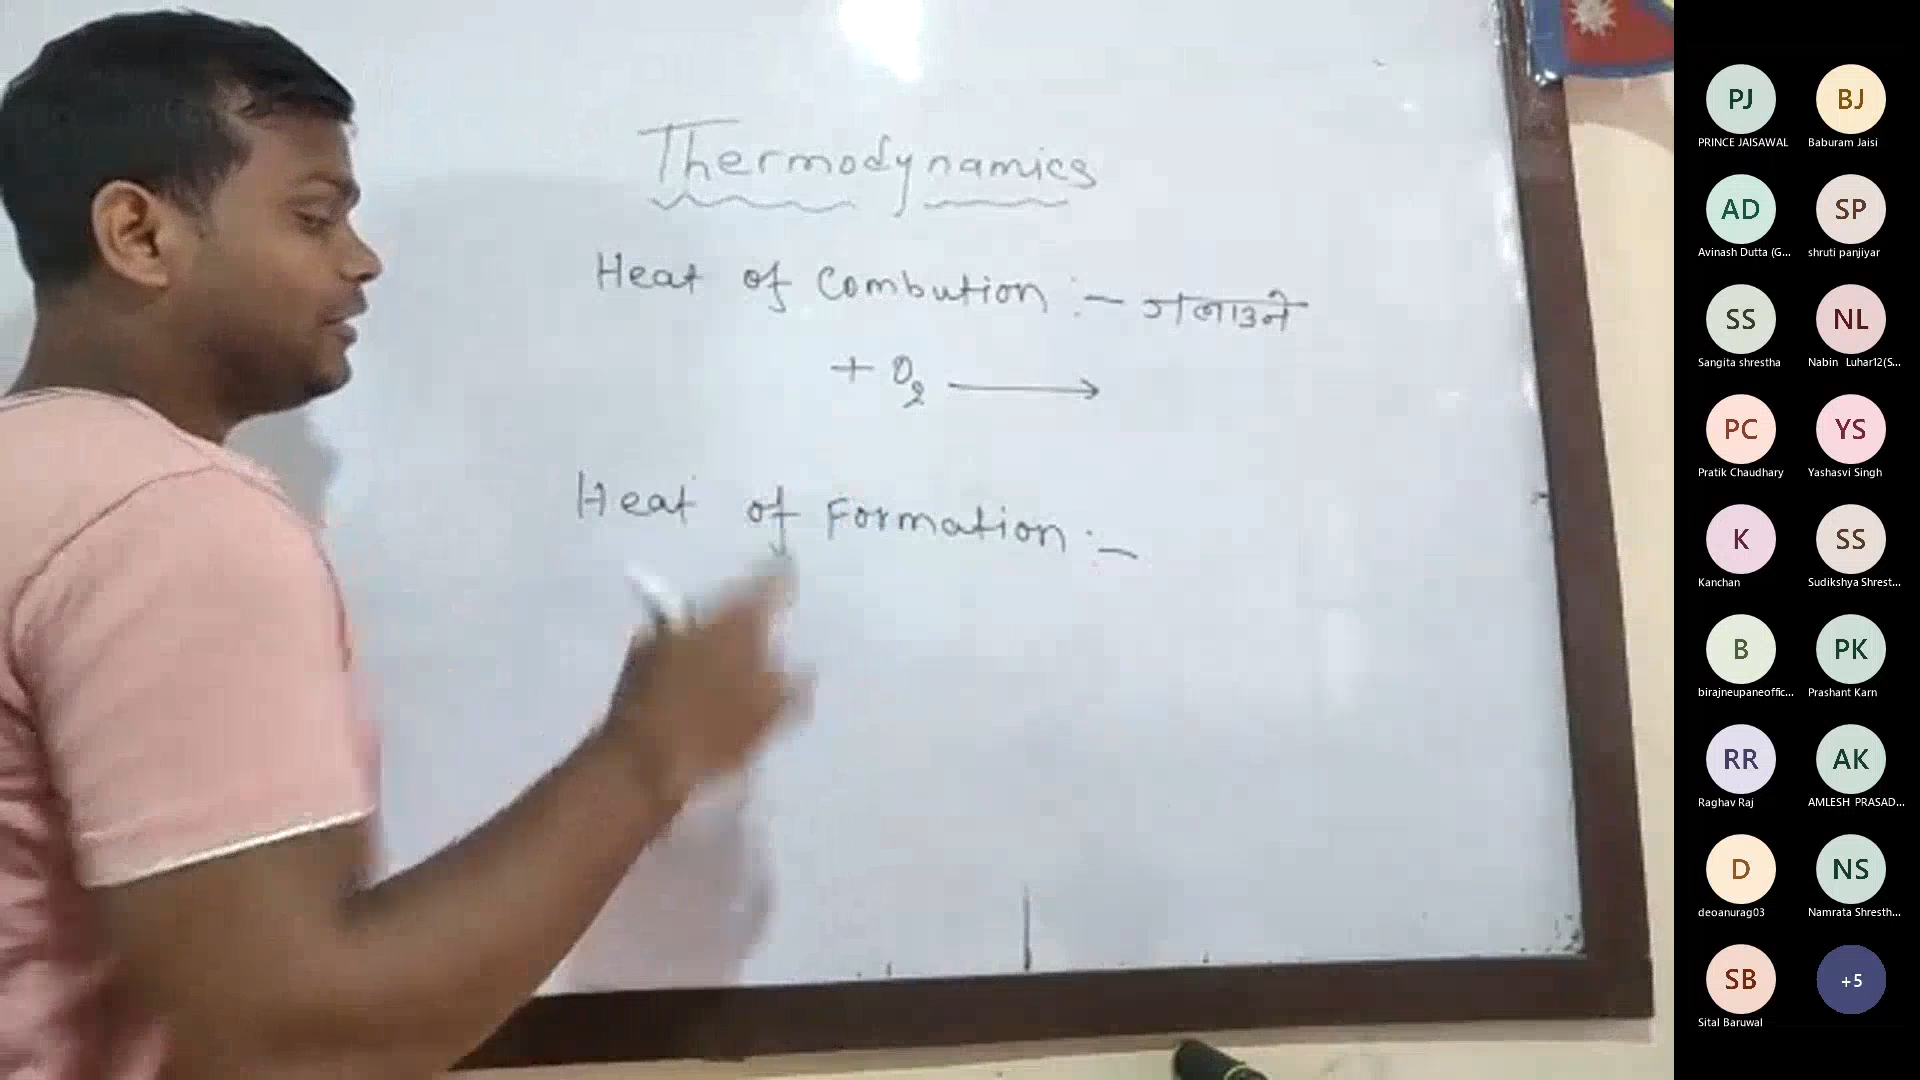 Thermodynamics
Heat of Combution :- जलाउने
+ O2 ⟶
Heat of Formation :-
PJ
PRINCE JAISAWAL
BJ
Baburam Jaisi
AD
Avinash Dutta (G...
SP
shruti panjiyar
SS
Sangita shrestha
NL
Nabin Luhar12(S...
PC
Pratik Chaudhary
YS
Yashasvi Singh
K
Kanchan
SS
Sudikshya Shrest...
B
birajneupaneoffic...
PK
Prashant Karn
RR
Raghav Raj
AK
AMLESH PRASAD...
D
deoanurag03
NS
Namrata Shresth...
SB
Sital Baruwal
+5